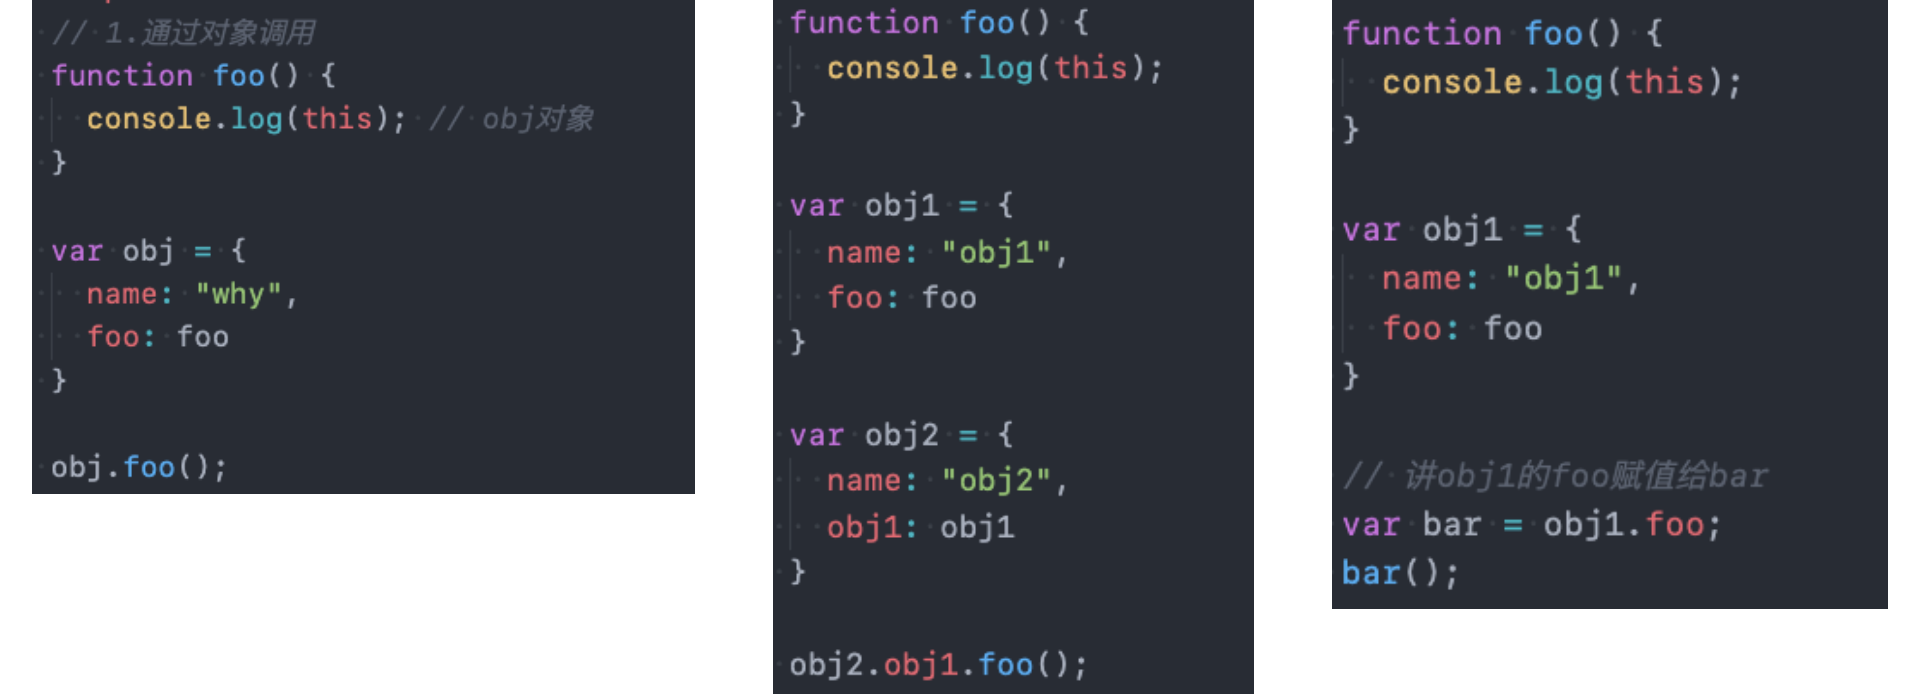 // 1.通过对象调用
function foo() {
console.log(this); // obj对象
}
var obj = {
name: "why",
foo: foo
}
obj.foo();
function foo() {
console.log(this);
}
var obj1 = {
name: "obj1",
foo: foo
}
var obj2 = {
name: "obj2",
obj1: obj1
}
obj2.obj1.foo();
function foo() {
console.log(this);
}
var obj1 = {
name: "obj1",
foo: foo
}
// 讲obj1的foo赋值给bar
var bar = obj1.foo;
bar();